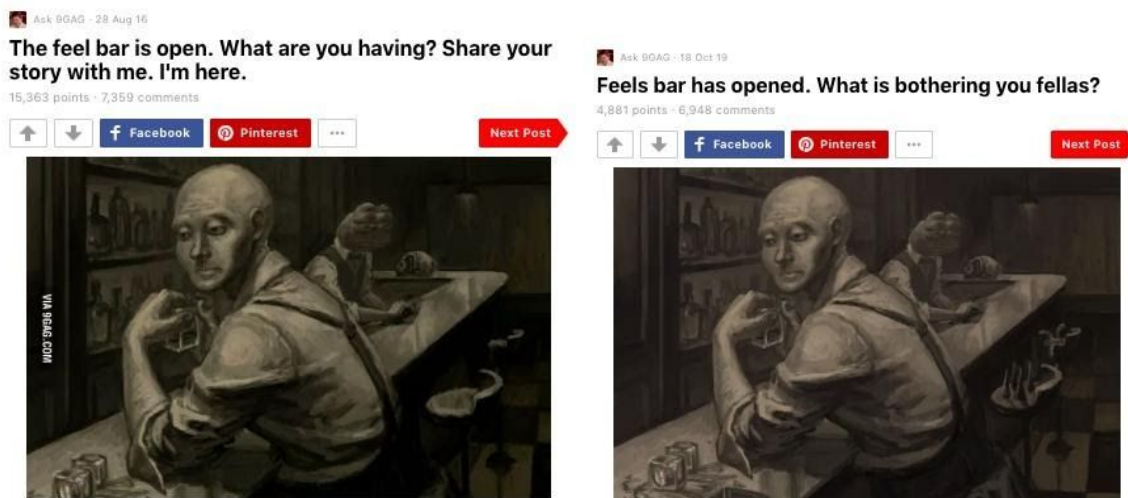 Ask 9GAG · 28 Aug 16
The feel bar is open. What are you having? Share your
story with me. I'm here.
15,363 points · 7,359 comments
Facebook
Pinterest
Next Post
VIA 9GAG.COM
Ask 9GAG · 18 Oct 19
Feels bar has opened. What is bothering you fellas?
4,881 points · 6,948 comments
Facebook
Pinterest
Next Post